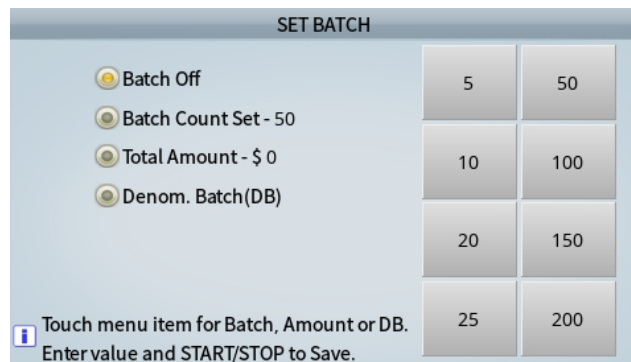 SET BATCH
Batch Off
Batch Count Set - 50
Total Amount - $ 0
Denom. Batch(DB)
5
50
10
100
20
150
25
200
Touch menu item for Batch, Amount or DB.
Enter value and START/STOP to Save.